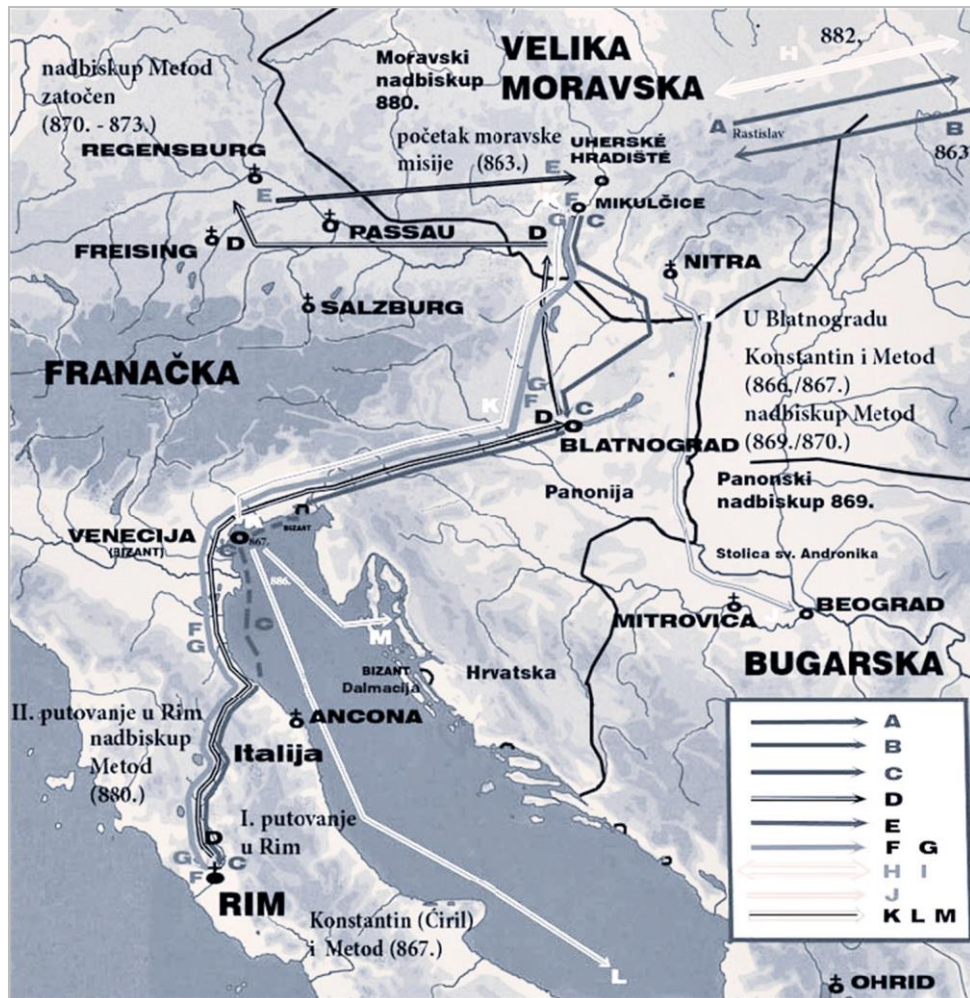 nadbiskup Metod
zatočen
(870. - 873.)
REGENSBURG
Moravski
nadbiskup
880.
VELIKA
MORAVSKA
882,
H
I
A
Rastislav
B
863
početak moravske
misije (863.)
UHERSKÉ
HRADIŠTĚ
E
E
F
MIKULČICE
G
C
D
PASSAU
D
FREISING
NITRA
SALZBURG
FRANAČKA
U Blatnogradu
Konstantin i Metod
(866./867.)
nadbiskup Metod
(869./870.)
K
G
F
C
D
BLATNOGRAD
Panonija
Panonski
nadbiskup 869.
VENECIJA
(BIZANT)
BIZANT
867.
C
886.
Stolica sv. Andronika
MITROVICA
BEOGRAD
BUGARSKA
C
F
G
C
M
BIZANT
Dalmacija
Hrvatska
II. putovanje u Rim
nadbiskup
Metod
(880.)
ANCONA
Italija
I. putovanje
u Rim
D
G
C
F
RIM
Konstantin (Ćiril)
i Metod (867.)
L
A
B
C
D
E
F G
H I
J
K L M
OHRID